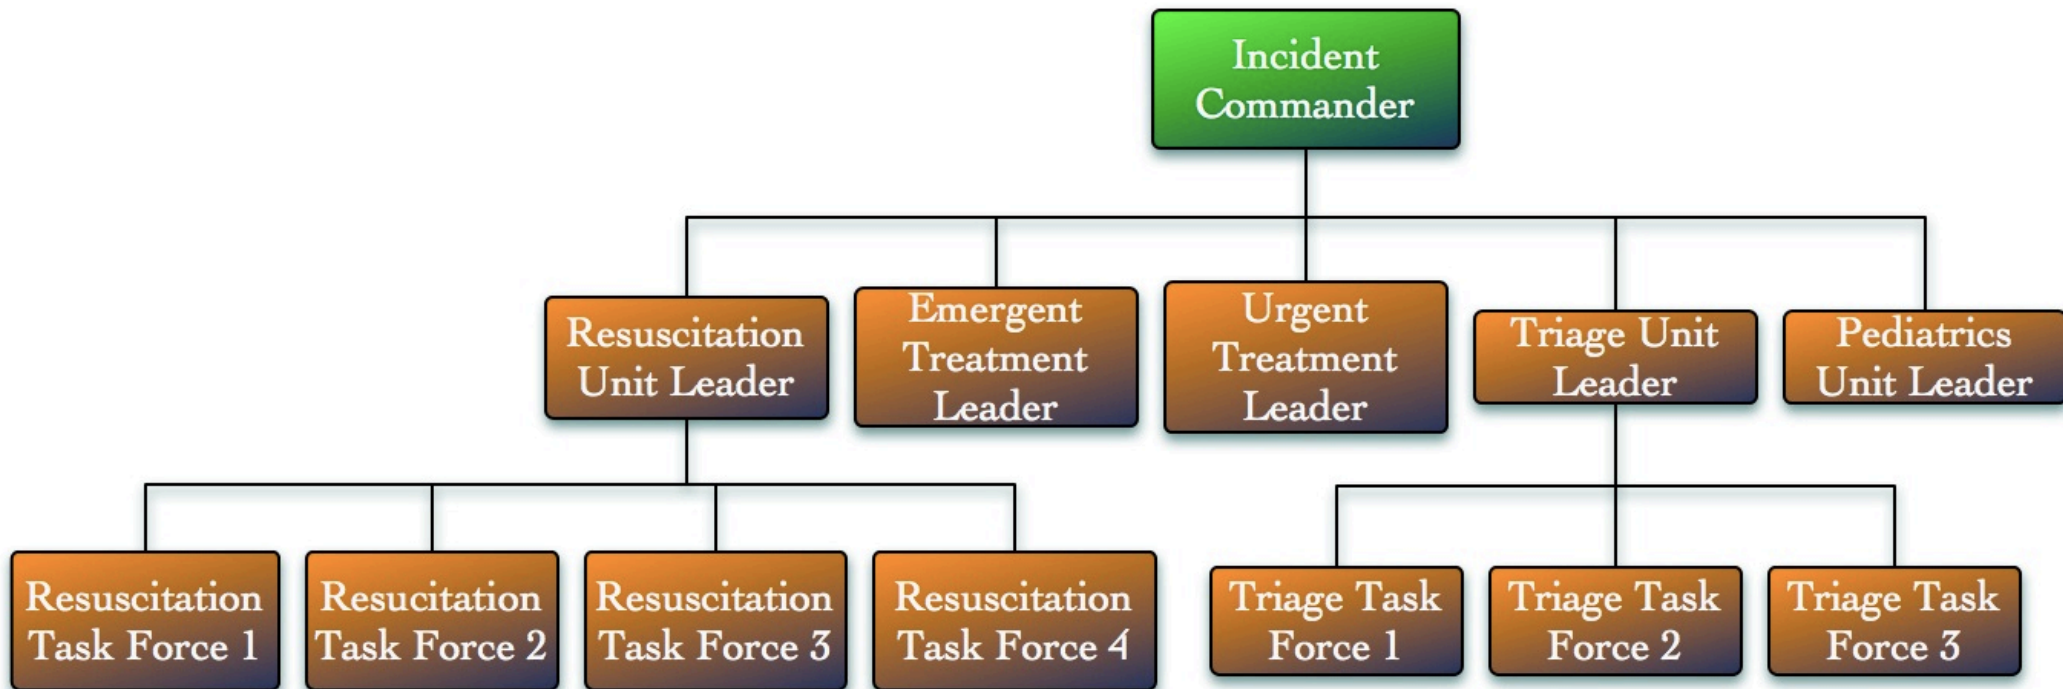 Incident
Commander
Resuscitation
Unit Leader
Emergent
Treatment
Leader
Urgent
Treatment
Leader
Triage Unit
Leader
Pediatrics
Unit Leader
Resuscitation
Task Force 1
Resucitation
Task Force 2
Resuscitation
Task Force 3
Resuscitation
Task Force 4
Triage Task
Force 1
Triage Task
Force 2
Triage Task
Force 3